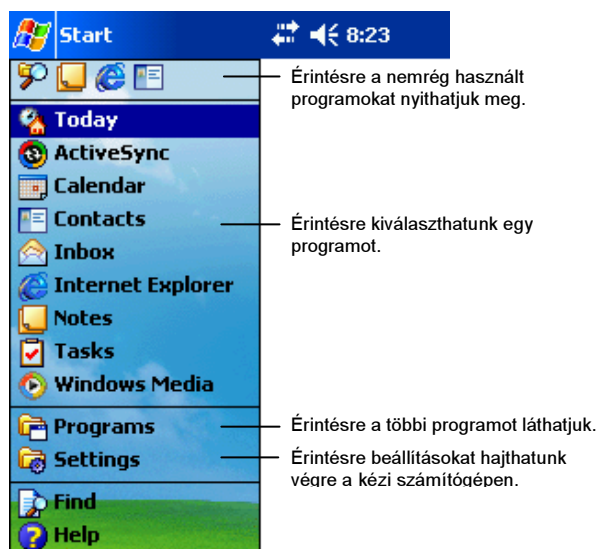 Start 8:23
Érintésre a nemrég használt
programokat nyithatjuk meg.
Today
ActiveSync
Calendar
Contacts
Érintésre kiválaszthatunk egy
programot.
Inbox
Internet Explorer
Notes
Tasks
Windows Media
Programs
Érintésre a többi programot láthatjuk.
Settings
Érintésre beállításokat hajthatunk
végre a kézi számítógépen.
Find
Help